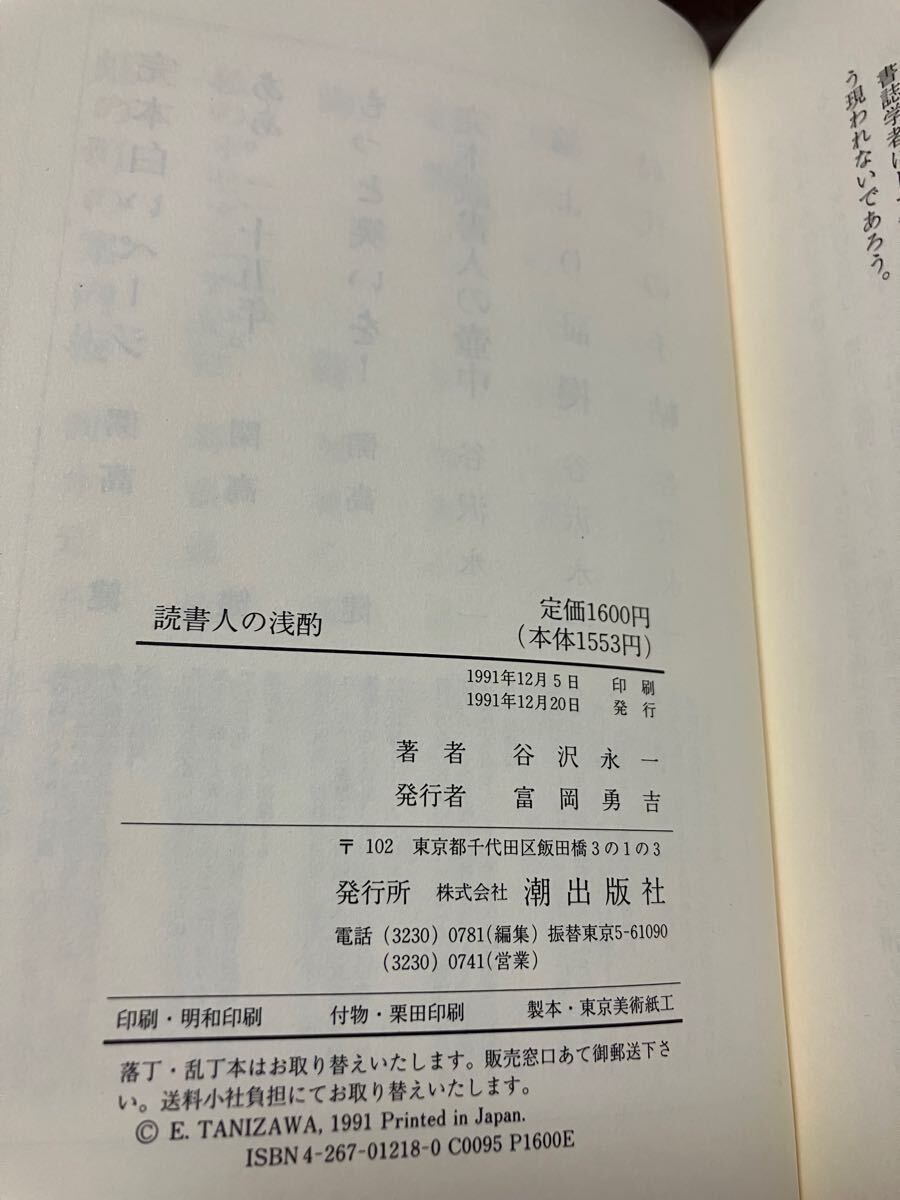 書誌学者は
う現われないであろう。
読書人の浅酌
定価1600円
(本体1553円)
1991年12月5日 印刷
1991年12月20日 発行
著者 谷沢永一
発行者 富岡勇吉
〒102 東京都千代田区飯田橋3の1の3
発行所 株式会社 潮出版社
電話 (3230) 0781(編集) 振替東京5-61090
(3230) 0741(営業)
印刷・明和印刷 付物・栗田印刷 製本・東京美術紙工
落丁・乱丁本はお取り替えいたします。販売窓口あて御郵送下さ
い。送料小社負担にてお取り替えいたします。
© E. TANIZAWA, 1991 Printed in Japan.
ISBN4-267-01218-0 C0095 P1600E